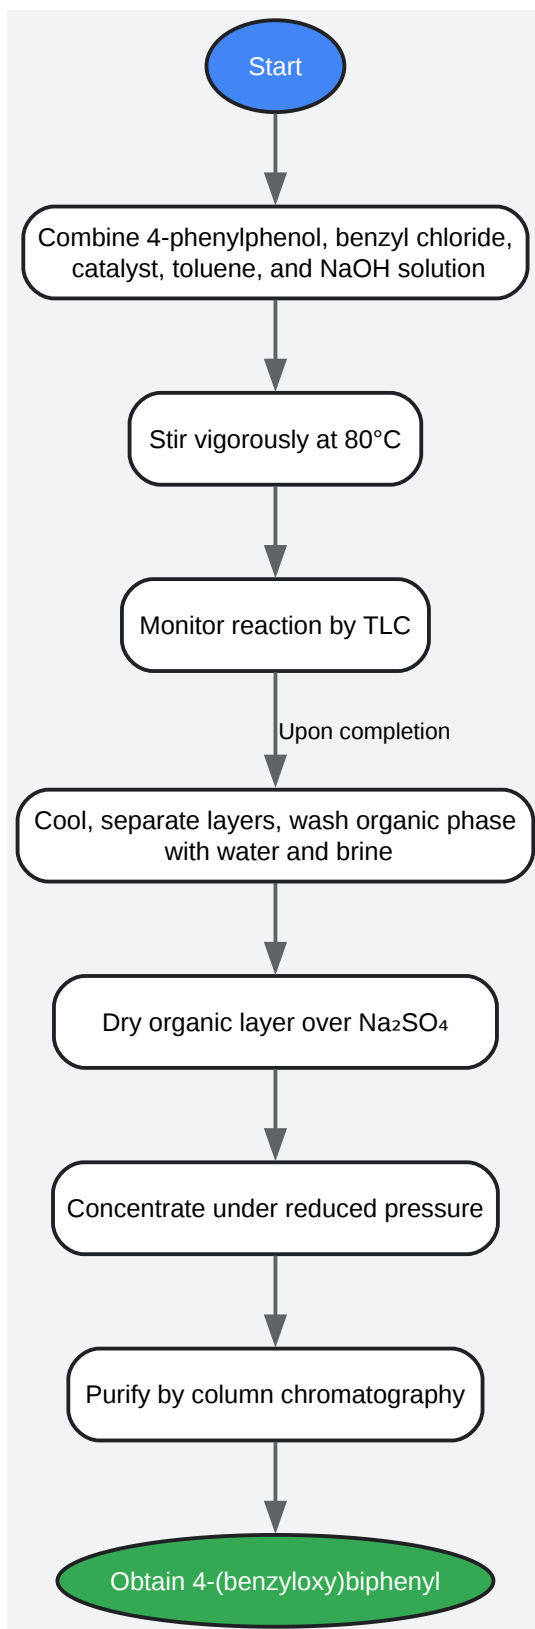 Start
Combine 4-phenylphenol, benzyl chloride,
catalyst, toluene, and NaOH solution
Stir vigorously at 80°C
Monitor reaction by TLC
Upon completion
Cool, separate layers, wash organic phase
with water and brine
Dry organic layer over Na₂SO₄
Concentrate under reduced pressure
Purify by column chromatography
Obtain 4-(benzyloxy)biphenyl